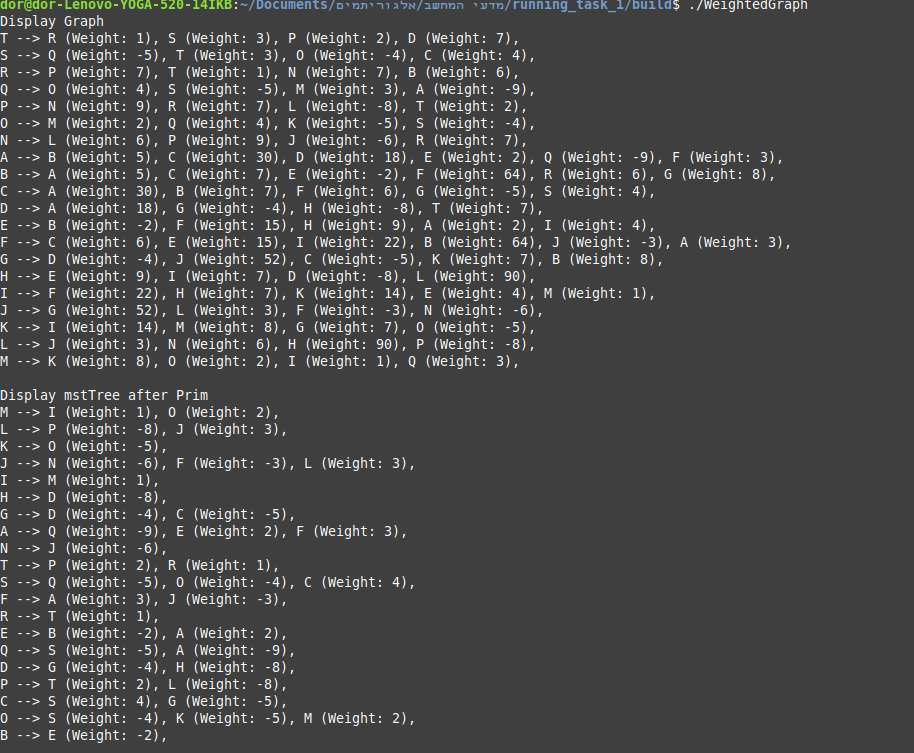 dor@dor-Lenovo-YOGA-520-14IKB:~/Documents/מדעי המחשב/אלגוריתמים/running_task_1/build$ ./WeightedGraph
Display Graph
T --> R (Weight: 1), S (Weight: 3), P (Weight: 2), D (Weight: 7),
S --> Q (Weight: -5), T (Weight: 3), O (Weight: -4), C (Weight: 4),
R --> P (Weight: 7), T (Weight: 1), N (Weight: 7), B (Weight: 6),
Q --> O (Weight: 4), S (Weight: -5), M (Weight: 3), A (Weight: -9),
P --> N (Weight: 9), R (Weight: 7), L (Weight: -8), T (Weight: 2),
O --> M (Weight: 2), Q (Weight: 4), K (Weight: -5), S (Weight: -4),
N --> L (Weight: 6), P (Weight: 9), J (Weight: -6), R (Weight: 7),
A --> B (Weight: 5), C (Weight: 30), D (Weight: 18), E (Weight: 2), Q (Weight: -9), F (Weight: 3),
B --> A (Weight: 5), C (Weight: 7), E (Weight: -2), F (Weight: 64), R (Weight: 6), G (Weight: 8),
C --> A (Weight: 30), B (Weight: 7), F (Weight: 6), G (Weight: -5), S (Weight: 4),
D --> A (Weight: 18), G (Weight: -4), H (Weight: -8), T (Weight: 7),
E --> B (Weight: -2), F (Weight: 15), H (Weight: 9), A (Weight: 2), I (Weight: 4),
F --> C (Weight: 6), E (Weight: 15), I (Weight: 22), B (Weight: 64), J (Weight: -3), A (Weight: 3),
G --> D (Weight: -4), J (Weight: 52), C (Weight: -5), K (Weight: 7), B (Weight: 8),
H --> E (Weight: 9), I (Weight: 7), D (Weight: -8), L (Weight: 90),
I --> F (Weight: 22), H (Weight: 7), K (Weight: 14), E (Weight: 4), M (Weight: 1),
J --> G (Weight: 52), L (Weight: 3), F (Weight: -3), N (Weight: -6),
K --> I (Weight: 14), M (Weight: 8), G (Weight: 7), O (Weight: -5),
L --> J (Weight: 3), N (Weight: 6), H (Weight: 90), P (Weight: -8),
M --> K (Weight: 8), O (Weight: 2), I (Weight: 1), Q (Weight: 3),
Display mstTree after Prim
M --> I (Weight: 1), O (Weight: 2),
L --> P (Weight: -8), J (Weight: 3),
K --> O (Weight: -5),
J --> N (Weight: -6), F (Weight: -3), L (Weight: 3),
I --> M (Weight: 1),
H --> D (Weight: -8),
G --> D (Weight: -4), C (Weight: -5),
A --> Q (Weight: -9), E (Weight: 2), F (Weight: 3),
N --> J (Weight: -6),
T --> P (Weight: 2), R (Weight: 1),
S --> Q (Weight: -5), O (Weight: -4), C (Weight: 4),
F --> A (Weight: 3), J (Weight: -3),
R --> T (Weight: 1),
E --> B (Weight: -2), A (Weight: 2),
Q --> S (Weight: -5), A (Weight: -9),
D --> G (Weight: -4), H (Weight: -8),
P --> T (Weight: 2), L (Weight: -8),
C --> S (Weight: 4), G (Weight: -5),
O --> S (Weight: -4), K (Weight: -5), M (Weight: 2),
B --> E (Weight: -2),